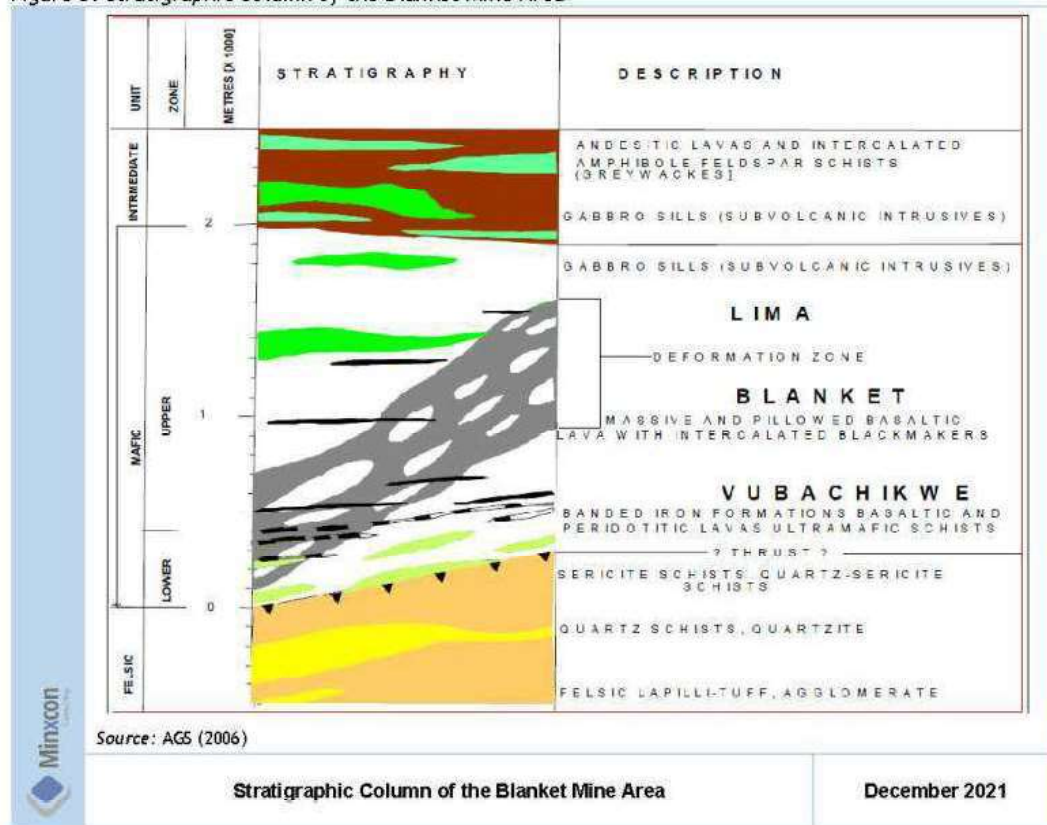 UNIT
ZONE
METRES [X 1000]
STRATIGRAPHY
DESCRIPTION
INTRMEDIATE
MAFIC
FELSIC
UPPER
LOWER
2
1
0
ANDESITIC LAVAS AND INTERCALATED
AMPHIBOLE FELDSPAR SCHISTS
(GREYWACKES]
GABBRO SILLS (SUBVOLCANIC INTRUSIVES)
GABBRO SILLS (SUBVOLCANIC INTRUSIVES)
LIMA
DEFORMATION ZONE
BLANKET
MASSIVE AND PILLOWED BASALTIC
LAVA WITH INTERCALATED BLACKMAKERS
VUBACHIKWE
BANDED IRON FORMATIONS BASALTIC AND
PERIDOTITIC LAVAS ULTRAMAFIC SCHISTS
? THRUST ?
SERICITE SCHISTS, QUARTZ-SERICITE
SCHISTS
QUARTZ SCHISTS, QUARTZITE
FELSIC LAPILLI-TUFF, AGGLOMERATE
Minxcon
Source: AGS (2006)
Stratigraphic Column of the Blanket Mine Area
December 2021